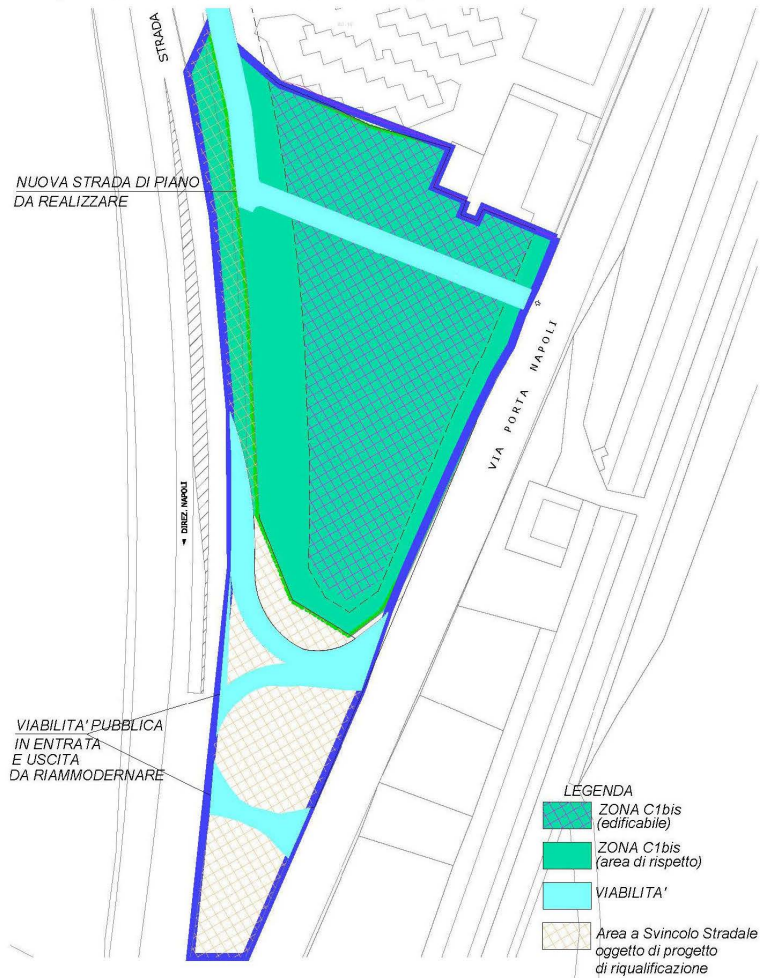 STRADA
NUOVA STRADA DI PIANO
DA REALIZZARE
VIA PORTA NAPOLI
◄ DIREZ. NAPOLI
VIABILITA' PUBBLICA
IN ENTRATA
E USCITA
DA RIAMMODERNARE
LEGENDA
ZONA C1bis
(edificabile)
ZONA C1bis
(area di rispetto)
VIABILITA'
Area a Svincolo Stradale
oggetto di progetto
di riqualificazione